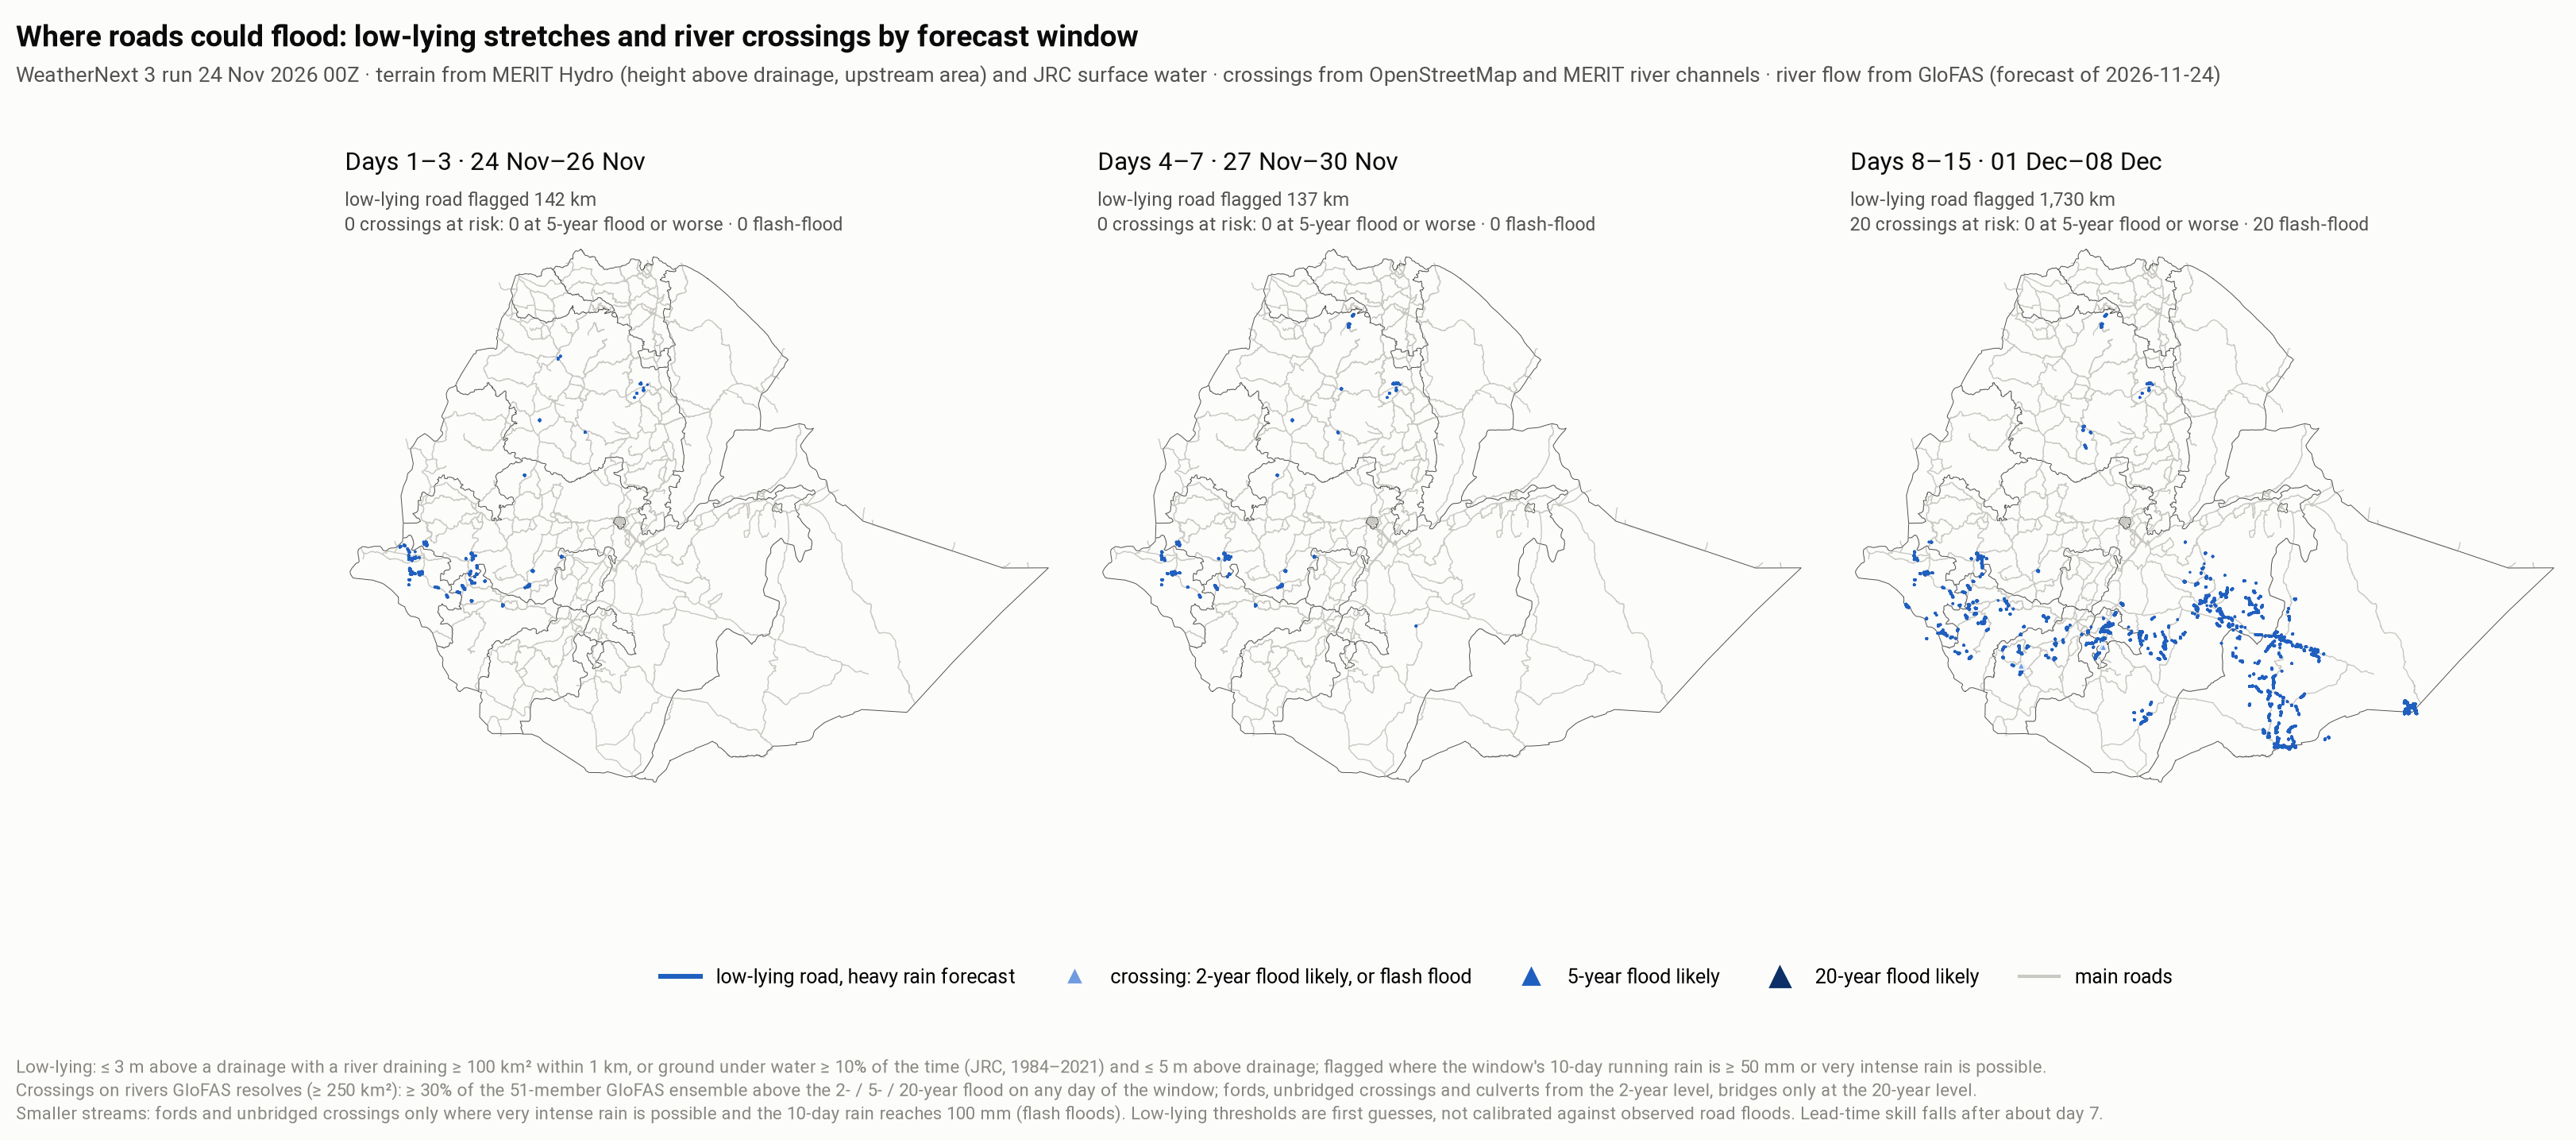 Where roads could flood: low-lying stretches and river crossings by forecast window
WeatherNext 3 run 24 Nov 2026 00Z · terrain from MERIT Hydro (height above drainage, upstream area) and JRC surface water · crossings from OpenStreetMap and MERIT river channels · river flow from GloFAS (forecast of 2026-11-24)
Days 1–3 · 24 Nov–26 Nov
low-lying road flagged 142 km
0 crossings at risk: 0 at 5-year flood or worse · 0 flash-flood
Days 4–7 · 27 Nov–30 Nov
low-lying road flagged 137 km
0 crossings at risk: 0 at 5-year flood or worse · 0 flash-flood
Days 8–15 · 01 Dec–08 Dec
low-lying road flagged 1,730 km
20 crossings at risk: 0 at 5-year flood or worse · 20 flash-flood
low-lying road, heavy rain forecast
crossing: 2-year flood likely, or flash flood
5-year flood likely
20-year flood likely
main roads
Low-lying: ≤ 3 m above a drainage with a river draining ≥ 100 km² within 1 km, or ground under water ≥ 10% of the time (JRC, 1984–2021) and ≤ 5 m above drainage; flagged where the window's 10-day running rain is ≥ 50 mm or very intense rain is possible.
Crossings on rivers GloFAS resolves (≥ 250 km²): ≥ 30% of the 51-member GloFAS ensemble above the 2- / 5- / 20-year flood on any day of the window; fords, unbridged crossings and culverts from the 2-year level, bridges only at the 20-year level.
Smaller streams: fords and unbridged crossings only where very intense rain is possible and the 10-day rain reaches 100 mm (flash floods). Low-lying thresholds are first guesses, not calibrated against observed road floods. Lead-time skill falls after about day 7.